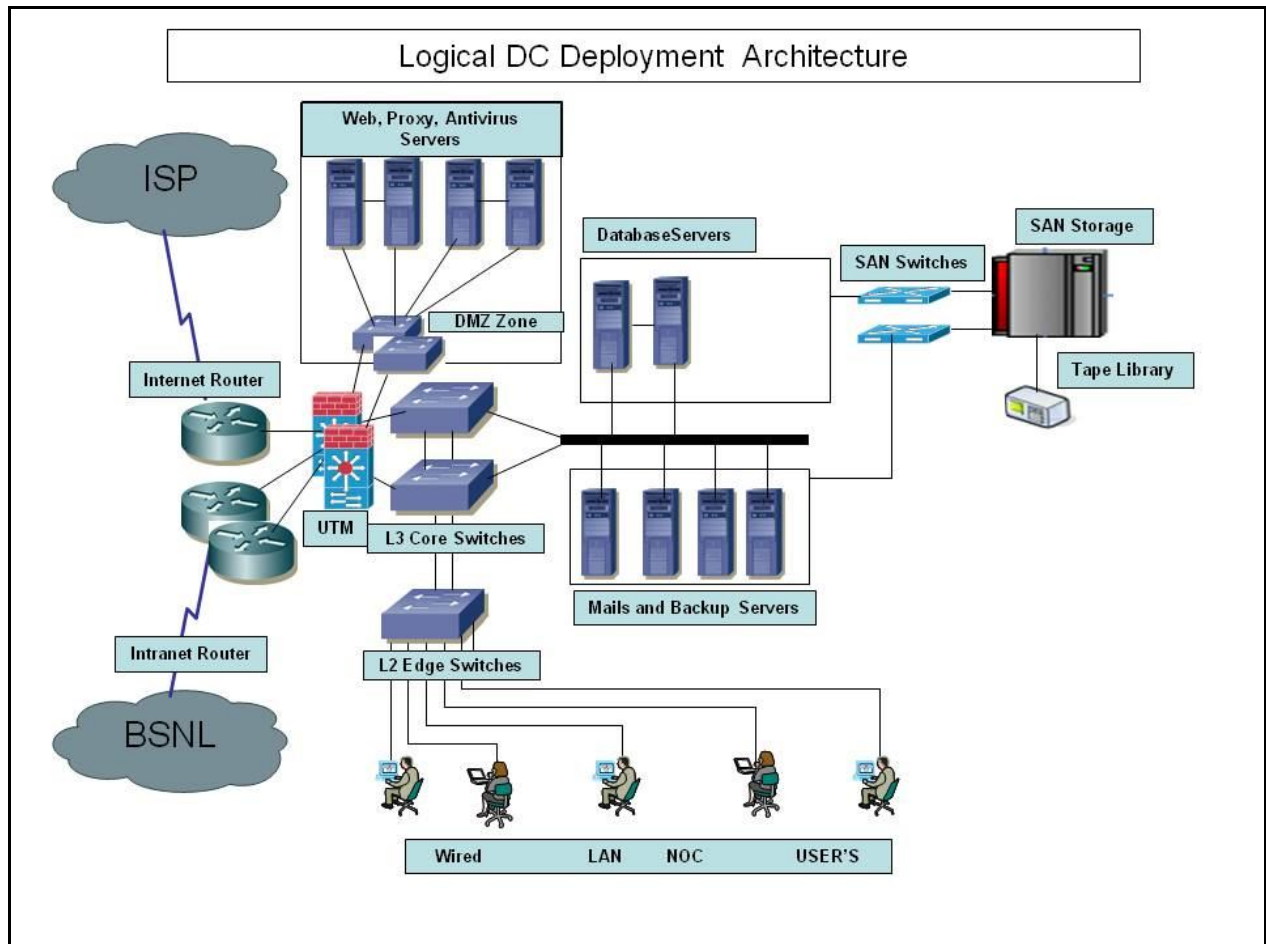 Logical DC Deployment Architecture
Web, Proxy, Antivirus
Servers
ISP
DatabaseServers
SAN Storage
SAN Switches
DMZ Zone
Internet Router
Tape Library
UTM
L3 Core Switches
Mails and Backup Servers
Intranet Router
L2 Edge Switches
BSNL
Wired LAN NOC USER'S